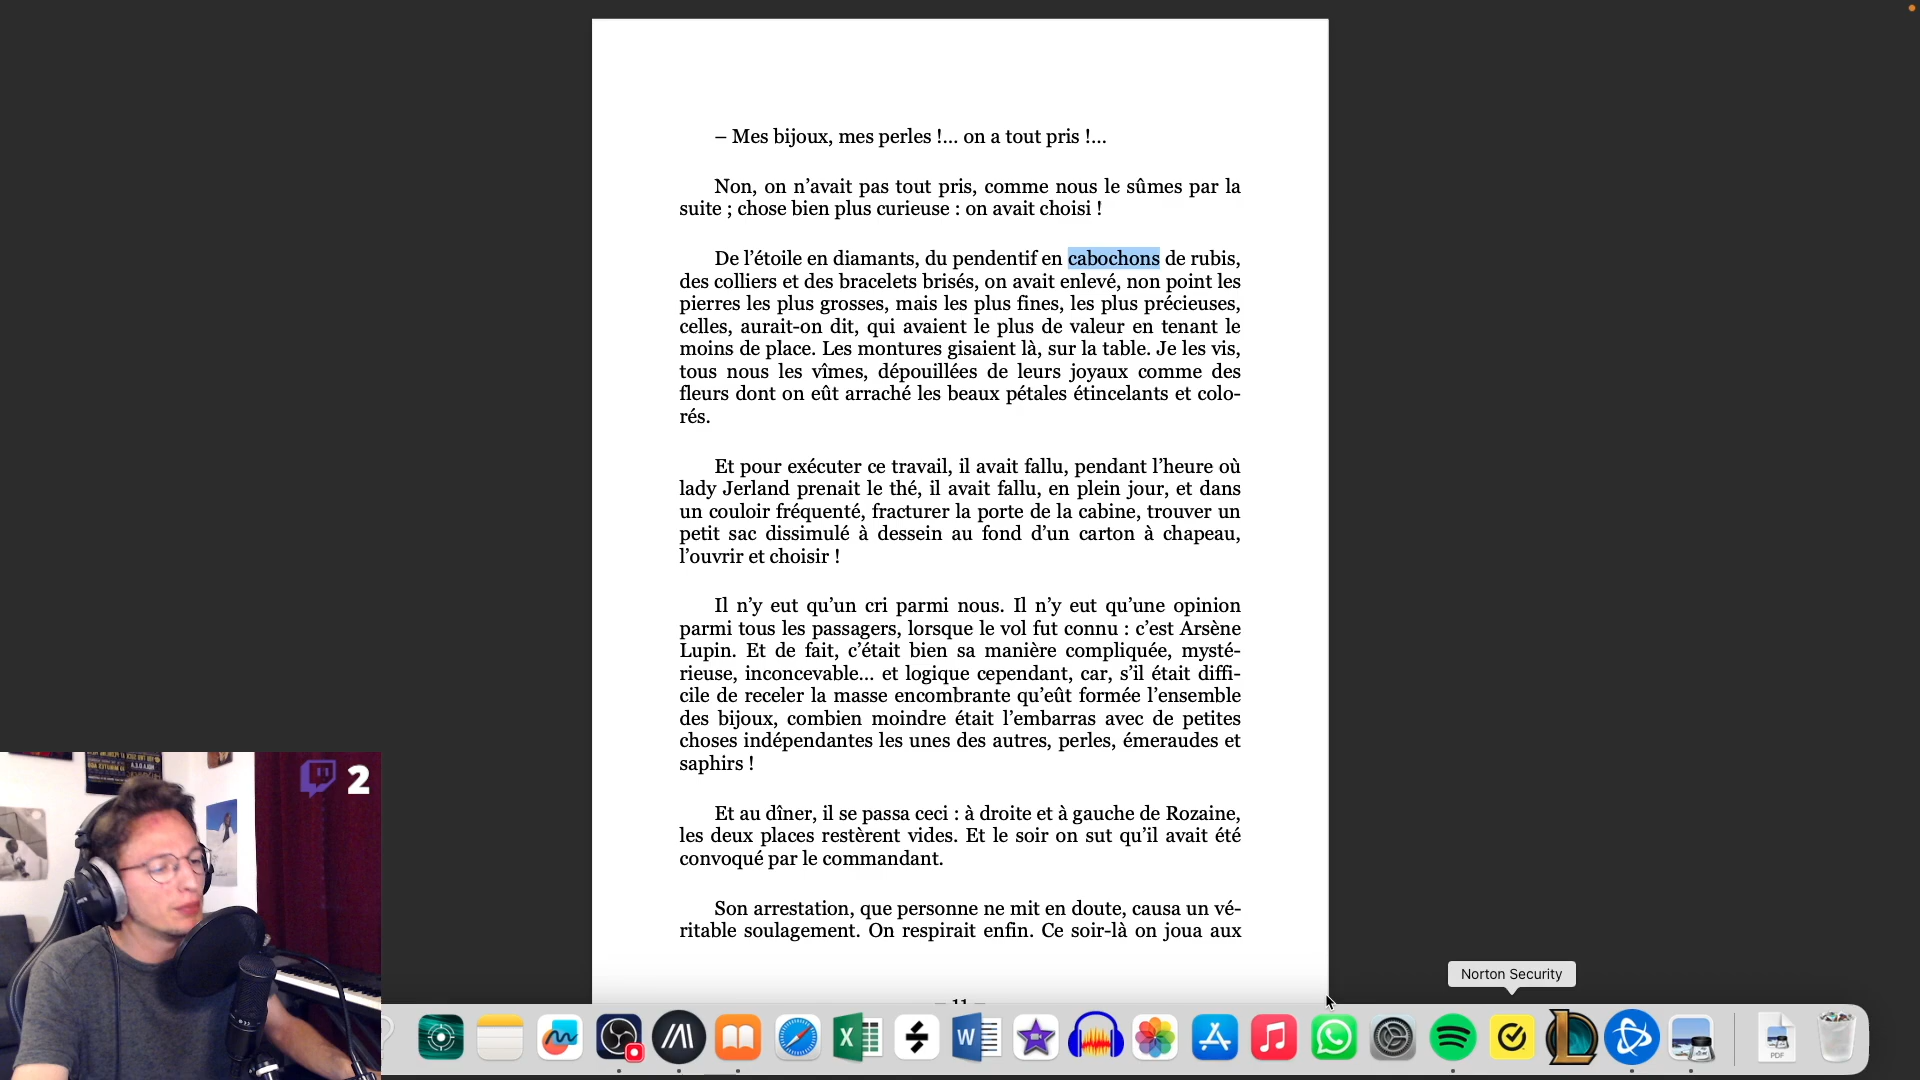 – Mes bijoux, mes perles !… on a tout pris !…
Non, on n’avait pas tout pris, comme nous le sûmes par la
suite ; chose bien plus curieuse : on avait choisi !
De l’étoile en diamants, du pendentif en cabochons de rubis,
des colliers et des bracelets brisés, on avait enlevé, non point les
pierres les plus grosses, mais les plus fines, les plus précieuses,
celles, aurait-on dit, qui avaient le plus de valeur en tenant le
moins de place. Les montures gisaient là, sur la table. Je les vis,
tous nous les vîmes, dépouillées de leurs joyaux comme des
fleurs dont on eût arraché les beaux pétales étincelants et colo-
rés.
Et pour exécuter ce travail, il avait fallu, pendant l’heure où
lady Jerland prenait le thé, il avait fallu, en plein jour, et dans
un couloir fréquenté, fracturer la porte de la cabine, trouver un
petit sac dissimulé à dessein au fond d’un carton à chapeau,
l’ouvrir et choisir !
Il n’y eut qu’un cri parmi nous. Il n’y eut qu’une opinion
parmi tous les passagers, lorsque le vol fut connu : c’est Arsène
Lupin. Et de fait, c’était bien sa manière compliquée, mysté-
rieuse, inconcevable… et logique cependant, car, s’il était diffi-
cile de receler la masse encombrante qu’eût formée l’ensemble
des bijoux, combien moindre était l’embarras avec de petites
choses indépendantes les unes des autres, perles, émeraudes et
saphirs !
Et au dîner, il se passa ceci : à droite et à gauche de Rozaine,
les deux places restèrent vides. Et le soir on sut qu’il avait été
convoqué par le commandant.
Son arrestation, que personne ne mit en doute, causa un vé-
ritable soulagement. On respirait enfin. Ce soir-là on joua aux
– 11 –
2
Norton Security
PDF